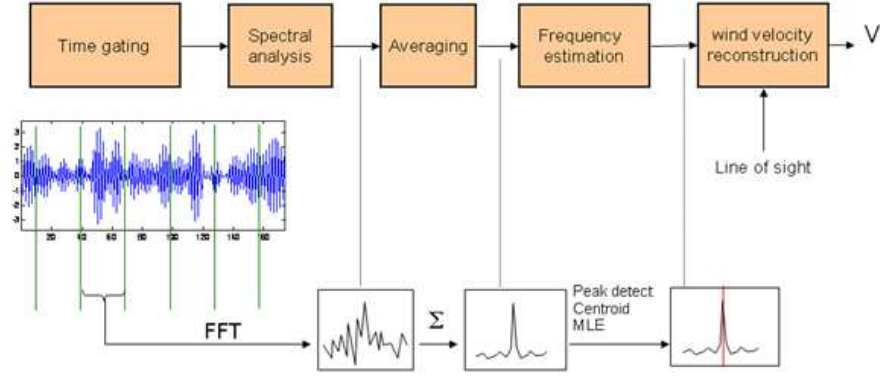 Time gating
Spectral
analysis
Averaging
Frequency
estimation
wind velocity
reconstruction
V
Line of sight
FFT
Σ
Peak detect
Centroid
MLE